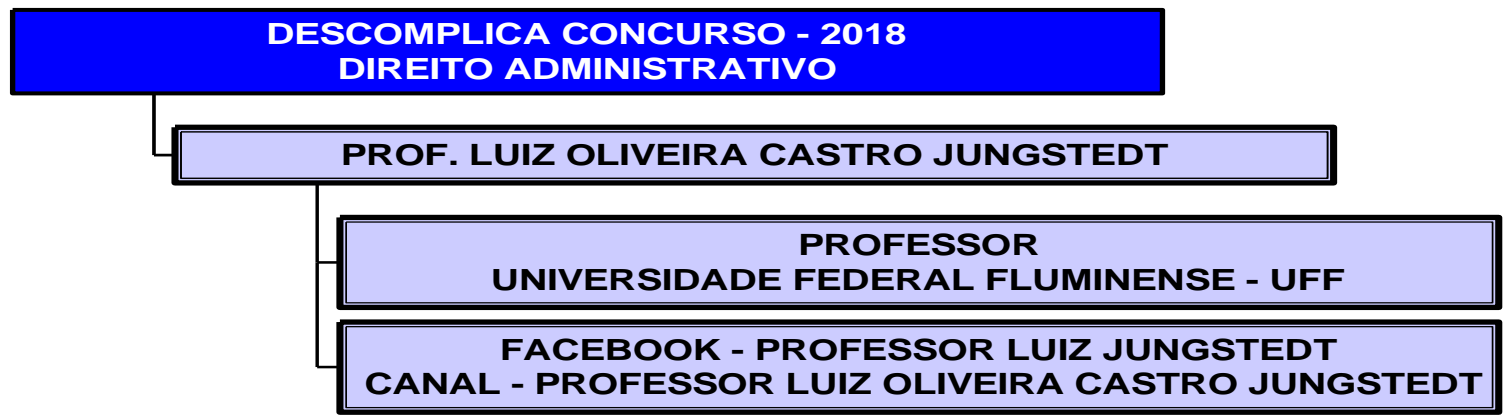 DESCOMPLICA CONCURSO - 2018
DIREITO ADMINISTRATIVO
PROF. LUIZ OLIVEIRA CASTRO JUNGSTEDT
PROFESSOR
UNIVERSIDADE FEDERAL FLUMINENSE - UFF
FACEBOOK - PROFESSOR LUIZ JUNGSTEDT
CANAL - PROFESSOR LUIZ OLIVEIRA CASTRO JUNGSTEDT